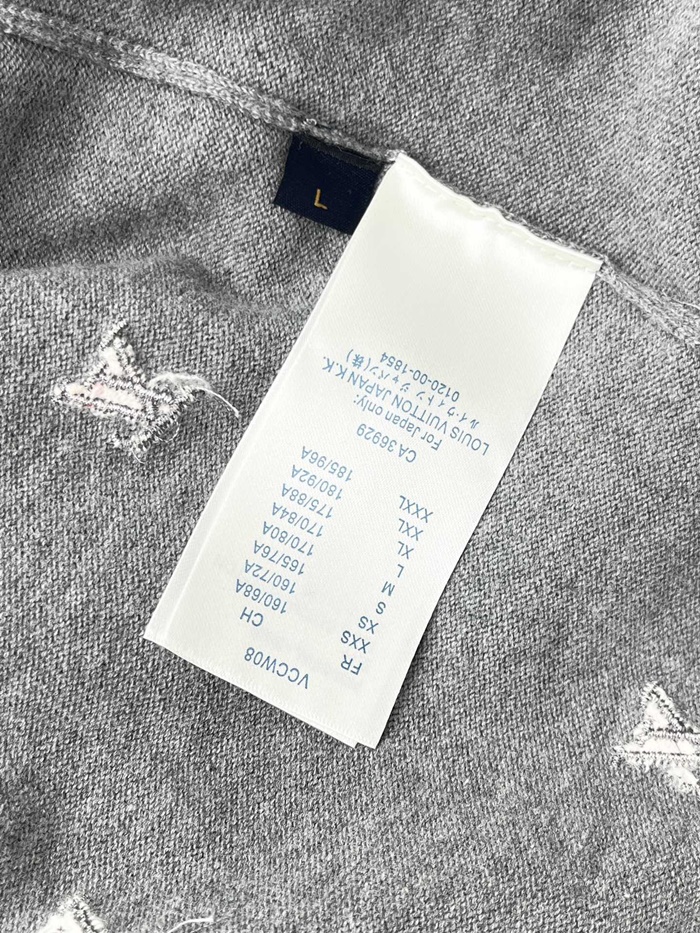 VCCW08
FR CH
XXS 160/68A
XS 160/72A
S 165/76A
M 170/80A
L 170/84A
XL 175/88A
XXL 180/92A
XXXL 185/96A
CA 36929
For Japan only:
LOUIS VUITTON JAPAN K.K.
ルイ ヴィトン ジャパン(株)
0120-00-1854
L